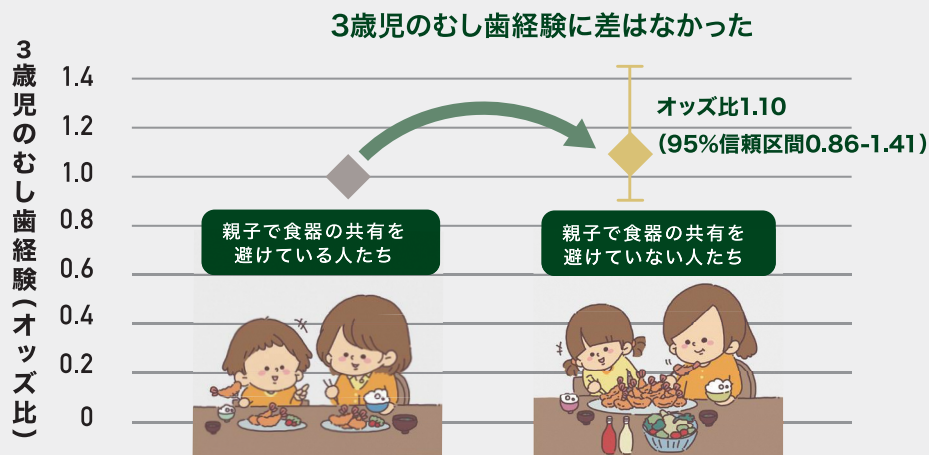 3歳児のむし歯経験に差はなかった
3歳児のむし歯経験(オッズ比)
1.4
1.2
1.0
0.8
0.6
0.4
0.2
0
オッズ比1.10
(95%信頼区間0.86-1.41)
親子で食器の共有を
避けている人たち
親子で食器の共有を
避けていない人たち